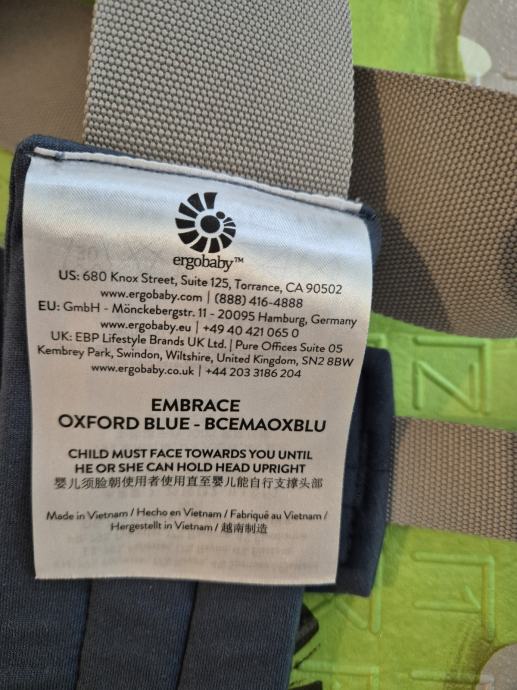 ergobaby™
US: 680 Knox Street, Suite 125, Torrance, CA 90502
www.ergobaby.com | (888) 416-4888
EU: GmbH - Mönckebergstr. 11 - 20095 Hamburg, Germany
www.ergobaby.eu | +49 40 421 065 0
UK: EBP Lifestyle Brands UK Ltd. | Pure Offices Suite 05
Kembrey Park, Swindon, Wiltshire, United Kingdom, SN2 8BW
www.ergobaby.co.uk | +44 203 3186 204
EMBRACE
OXFORD BLUE - BCEMAOXBLU
CHILD MUST FACE TOWARDS YOU UNTIL
HE OR SHE CAN HOLD HEAD UPRIGHT
婴儿须脸朝使用者使用直至婴儿能自行支撑头部
Made in Vietnam / Hecho en Vietnam / Fabriqué au Vietnam /
Hergestellt in Vietnam / 越南制造